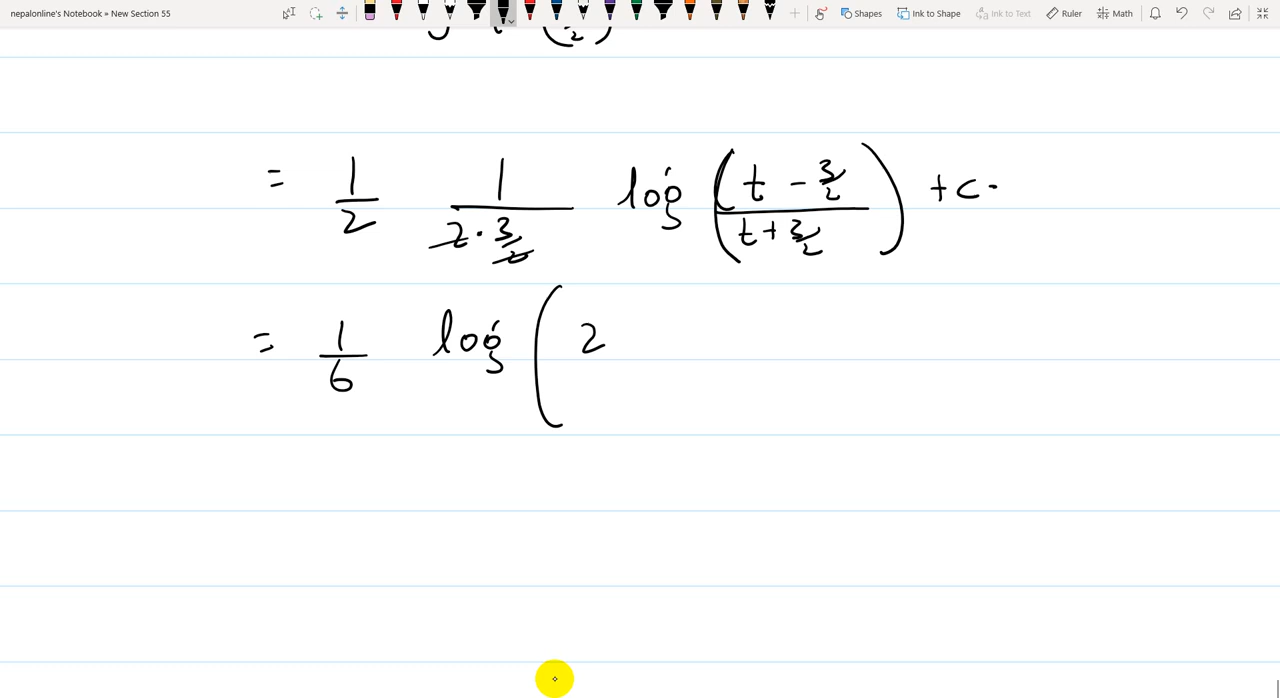 nepalonline's Notebook » New Section 55
Shapes Ink to Shape Ink to Text Ruler Math
= 1/2 1/(2 · 3/2) log ((t - 3/2)/(t + 3/2)) + c.
= 1/6 log ( 2